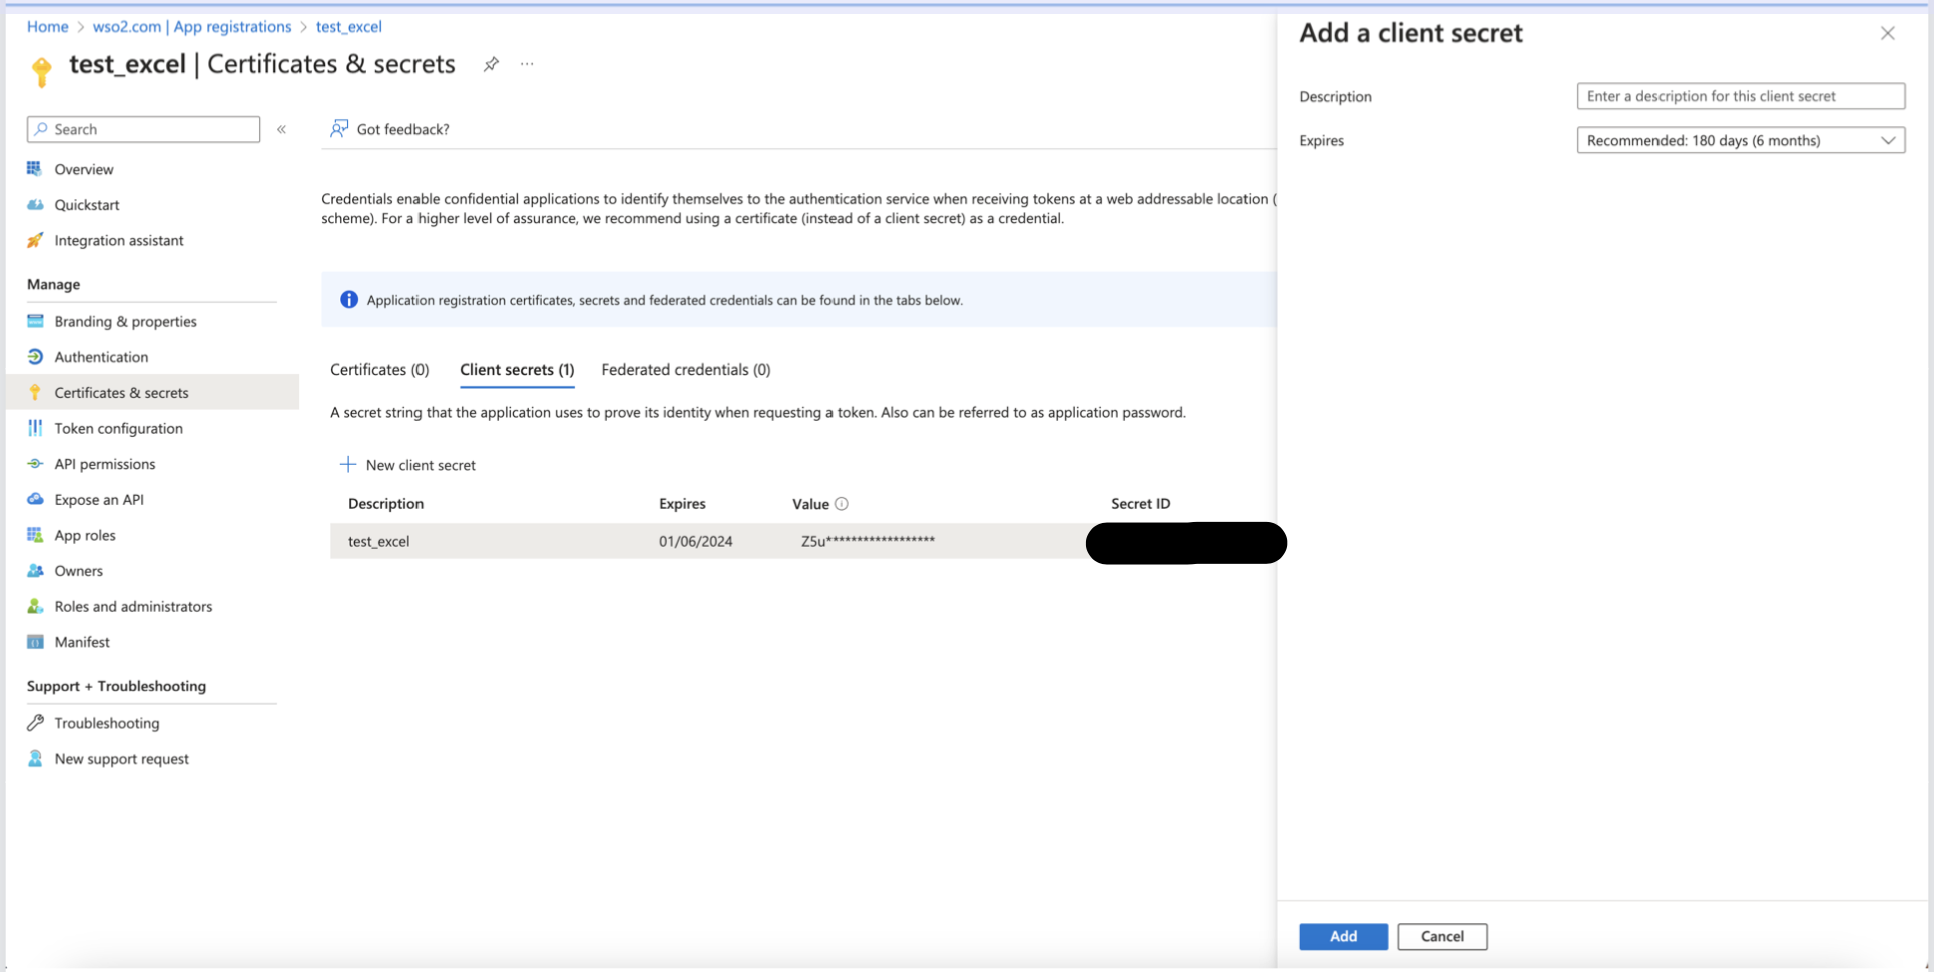 Home > wso2.com | App registrations > test_excel
test_excel | Certificates & secrets
Search
Overview
Quickstart
Integration assistant
Manage
Branding & properties
Authentication
Certificates & secrets
Token configuration
API permissions
Expose an API
App roles
Owners
Roles and administrators
Manifest
Support + Troubleshooting
Troubleshooting
New support request
Got feedback?
Credentials enable confidential applications to identify themselves to the authentication service when receiving tokens at a web addressable location (
scheme). For a higher level of assurance, we recommend using a certificate (instead of a client secret) as a credential.
Application registration certificates, secrets and federated credentials can be found in the tabs below.
Certificates (0) Client secrets (1) Federated credentials (0)
A secret string that the application uses to prove its identity when requesting a token. Also can be referred to as application password.
New client secret
Description Expires Value Secret ID
test_excel 01/06/2024 Z5u******************
Add a client secret
Description Enter a description for this client secret
Expires Recommended: 180 days (6 months)
Add Cancel